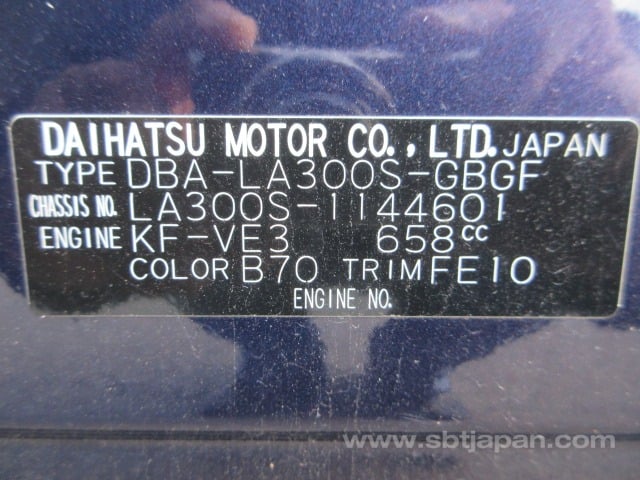 DAIHATSU MOTOR CO., LTD. JAPAN
TYPE DBA-LA300S-GBGF
CHASSIS NO. LA300S-1144601
ENGINE KF-VE3 658cc
COLOR B70 TRIM FE10
ENGINE NO.
www.sbtjapan.com